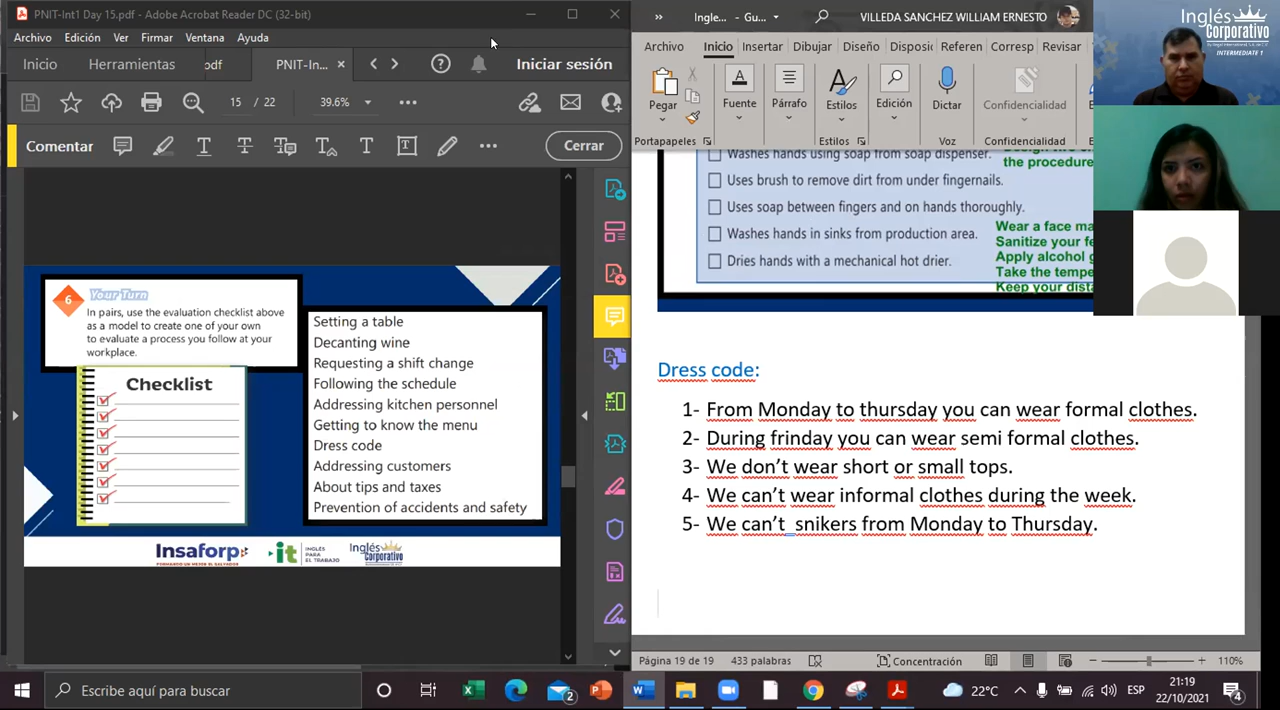 PNIT-Int1 Day 15.pdf - Adobe Acrobat Reader DC (32-bit)
Archivo Edición Ver Firmar Ventana Ayuda
Inicio Herramientas pdf PNIT-In... × Iniciar sesión
15 / 22 39.6%
Comentar Cerrar
6 Your Turn
In pairs, use the evaluation checklist above
as a model to create one of your own
to evaluate a process you follow at your
workplace.
Checklist
Setting a table
Decanting wine
Requesting a shift change
Following the schedule
Addressing kitchen personnel
Getting to know the menu
Dress code
Addressing customers
About tips and taxes
Prevention of accidents and safety
Insaforp
it INGLÉS PARA EL TRABAJO
Inglés Corporativo
Ingle... - Gu... VILLEDA SANCHEZ WILLIAM ERNESTO
Archivo Inicio Insertar Dibujar Diseño Disposic Referen Corresp Revisar
Pegar Fuente Párrafo Estilos Edición Dictar Confidencialidad
Portapapeles Estilos Voz Confidencialidad
Washes hands using soap from soap dispenser.
the procedure
Uses brush to remove dirt from under fingernails.
Uses soap between fingers and on hands thoroughly.
Washes hands in sinks from production area.
Dries hands with a mechanical hot drier.
Wear a face ma
Sanitize your fe
Apply alcohol g
Take the tempe
Keep your dista
Dress code:
1- From Monday to thursday you can wear formal clothes.
2- During frinday you can wear semi formal clothes.
3- We don't wear short or small tops.
4- We can't wear informal clothes during the week.
5- We can't snikers from Monday to Thursday.
Página 19 de 19 433 palabras Concentración 110%
Inglés
Corporativo
INTERMEDIATE 1
Escribe aquí para buscar
2
22°C ESP
21:19
22/10/2021
4